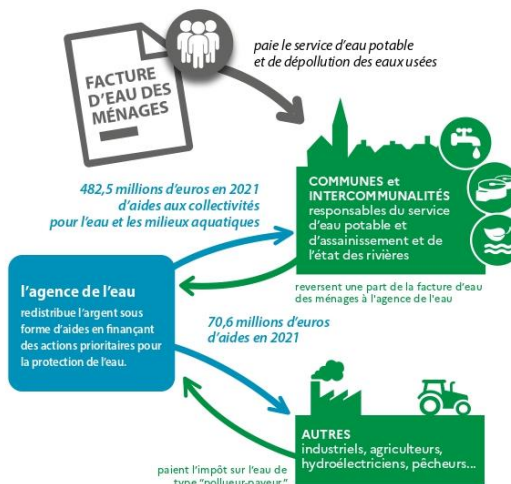 FACTURE
D'EAU DES
MÉNAGES
paie le service d'eau potable
et de dépollution des eaux usées
482,5 millions d'euros en 2021
d'aides aux collectivités
pour l'eau et les milieux aquatiques
COMMUNES et
INTERCOMMUNALITÉS
responsables du service
d'eau potable et
d'assainissement et de
l'état des rivières
reversent une part de la facture d'eau
des ménages à l'agence de l'eau
l'agence de l'eau
redistribue l'argent sous
forme d'aides en finançant
des actions prioritaires pour
la protection de l'eau.
70,6 millions d'euros
d'aides en 2021
AUTRES
industriels, agriculteurs,
hydroélectriciens, pêcheurs...
paient l'impôt sur l'eau de
type "pollueur-payeur"